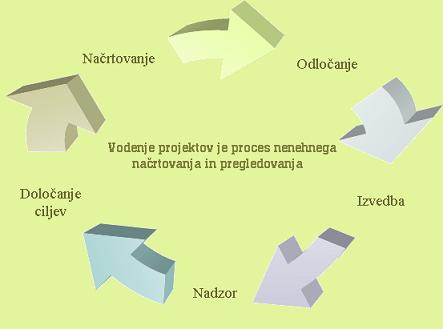 Načrtovanje
Odločanje
Vodenje projektov je proces nenehnega
načrtovanja in pregledovanja
Določanje
ciljev
Izvedba
Nadzor